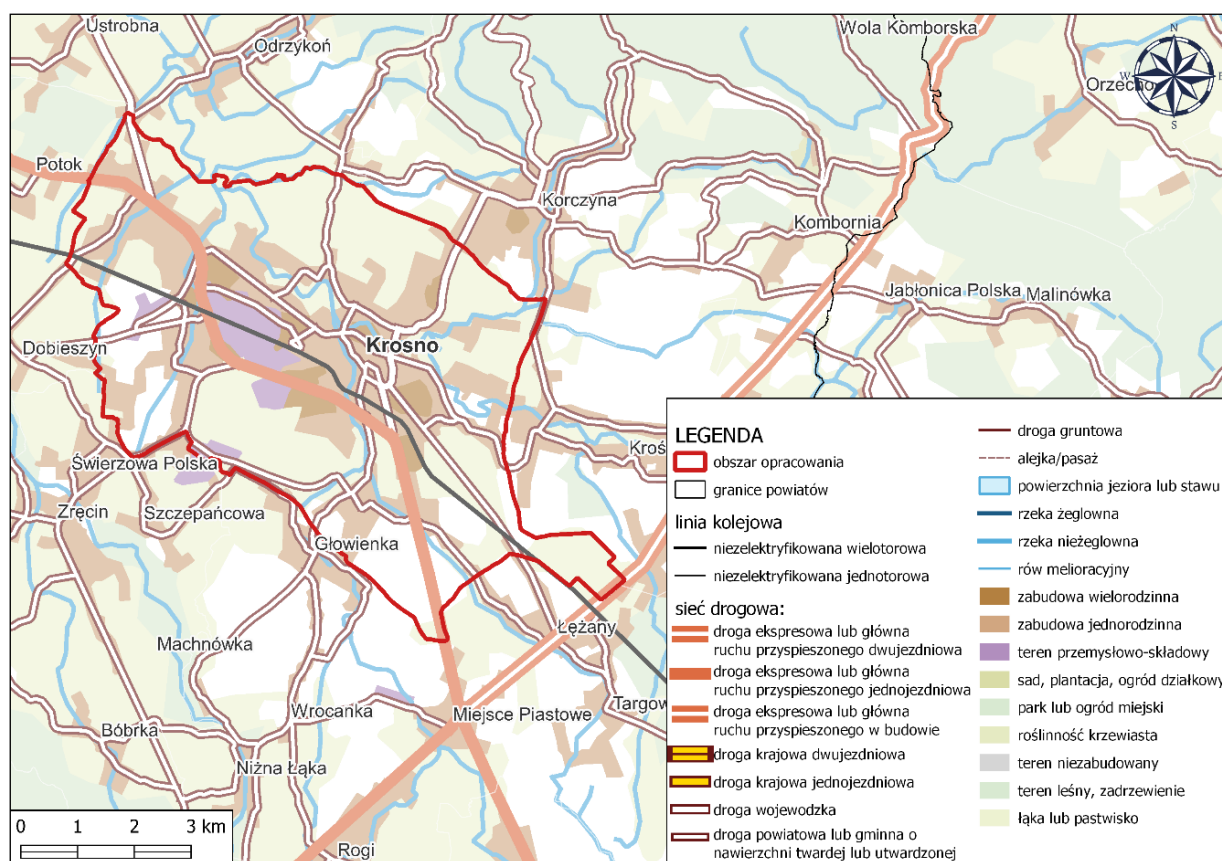 Ustrobna
Odrzykoń
Wola Komborska
N
W
E
S
Potok
Korczyna
Kombornia
Jabłonica Polska
Malinówka
Krosno
Dobieszyn
Świerzowa Polska
Zręcin
Szczepańcowa
Głowienka
Machnówka
Łężany
Wrocanka
Miejsce Piastowe
Bóbrka
Niżna Łąka
Rogi
0 1 2 3 km
LEGENDA
obszar opracowania
granice powiatów
linia kolejowa
niezelektryfikowana wielotorowa
niezelektryfikowana jednotorowa
sieć drogowa:
droga ekspresowa lub główna
ruchu przyspieszonego dwujezdniowa
droga ekspresowa lub główna
ruchu przyspieszonego jednojezdniowa
droga ekspresowa lub główna
ruchu przyspieszonego w budowie
droga krajowa dwujezdniowa
droga krajowa jednojezdniowa
droga wojewodzka
droga powiatowa lub gminna o
nawierzchni twardej lub utwardzonej
droga gruntowa
alejka/pasaż
powierzchnia jeziora lub stawu
rzeka żeglowna
rzeka nieżeglowna
rów melioracyjny
zabudowa wielorodzinna
zabudowa jednorodzinna
teren przemysłowo-składowy
sad, plantacja, ogród działkowy
park lub ogród miejski
roślinność krzewiasta
teren niezabudowany
teren leśny, zadrzewienie
łąka lub pastwisko